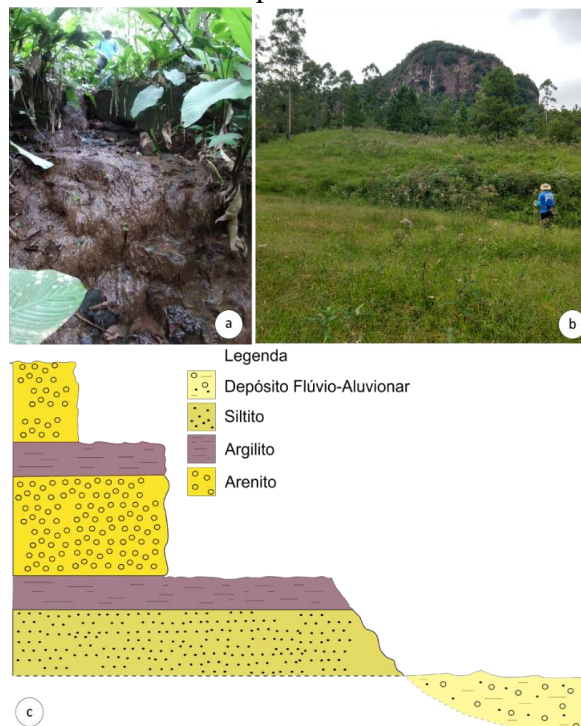 a
b
Legenda
Depósito Flúvio-Aluvionar
Siltito
Argilito
Arenito
c